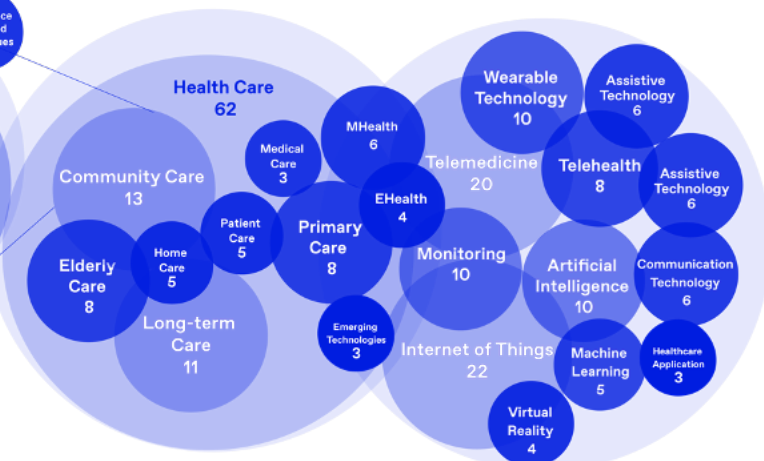 Health Care
62
Community Care
13
Medical
Care
3
MHealth
6
EHealth
4
Elderly
Care
8
Home
Care
5
Patient
Care
5
Primary
Care
8
Long-term
Care
11
Emerging
Technologies
3
Wearable
Technology
10
Assistive
Technology
6
Telemedicine
20
Telehealth
8
Assistive
Technology
6
Monitoring
10
Artificial
Intelligence
10
Communication
Technology
6
Internet of Things
22
Machine
Learning
5
Healthcare
Application
3
Virtual
Reality
4